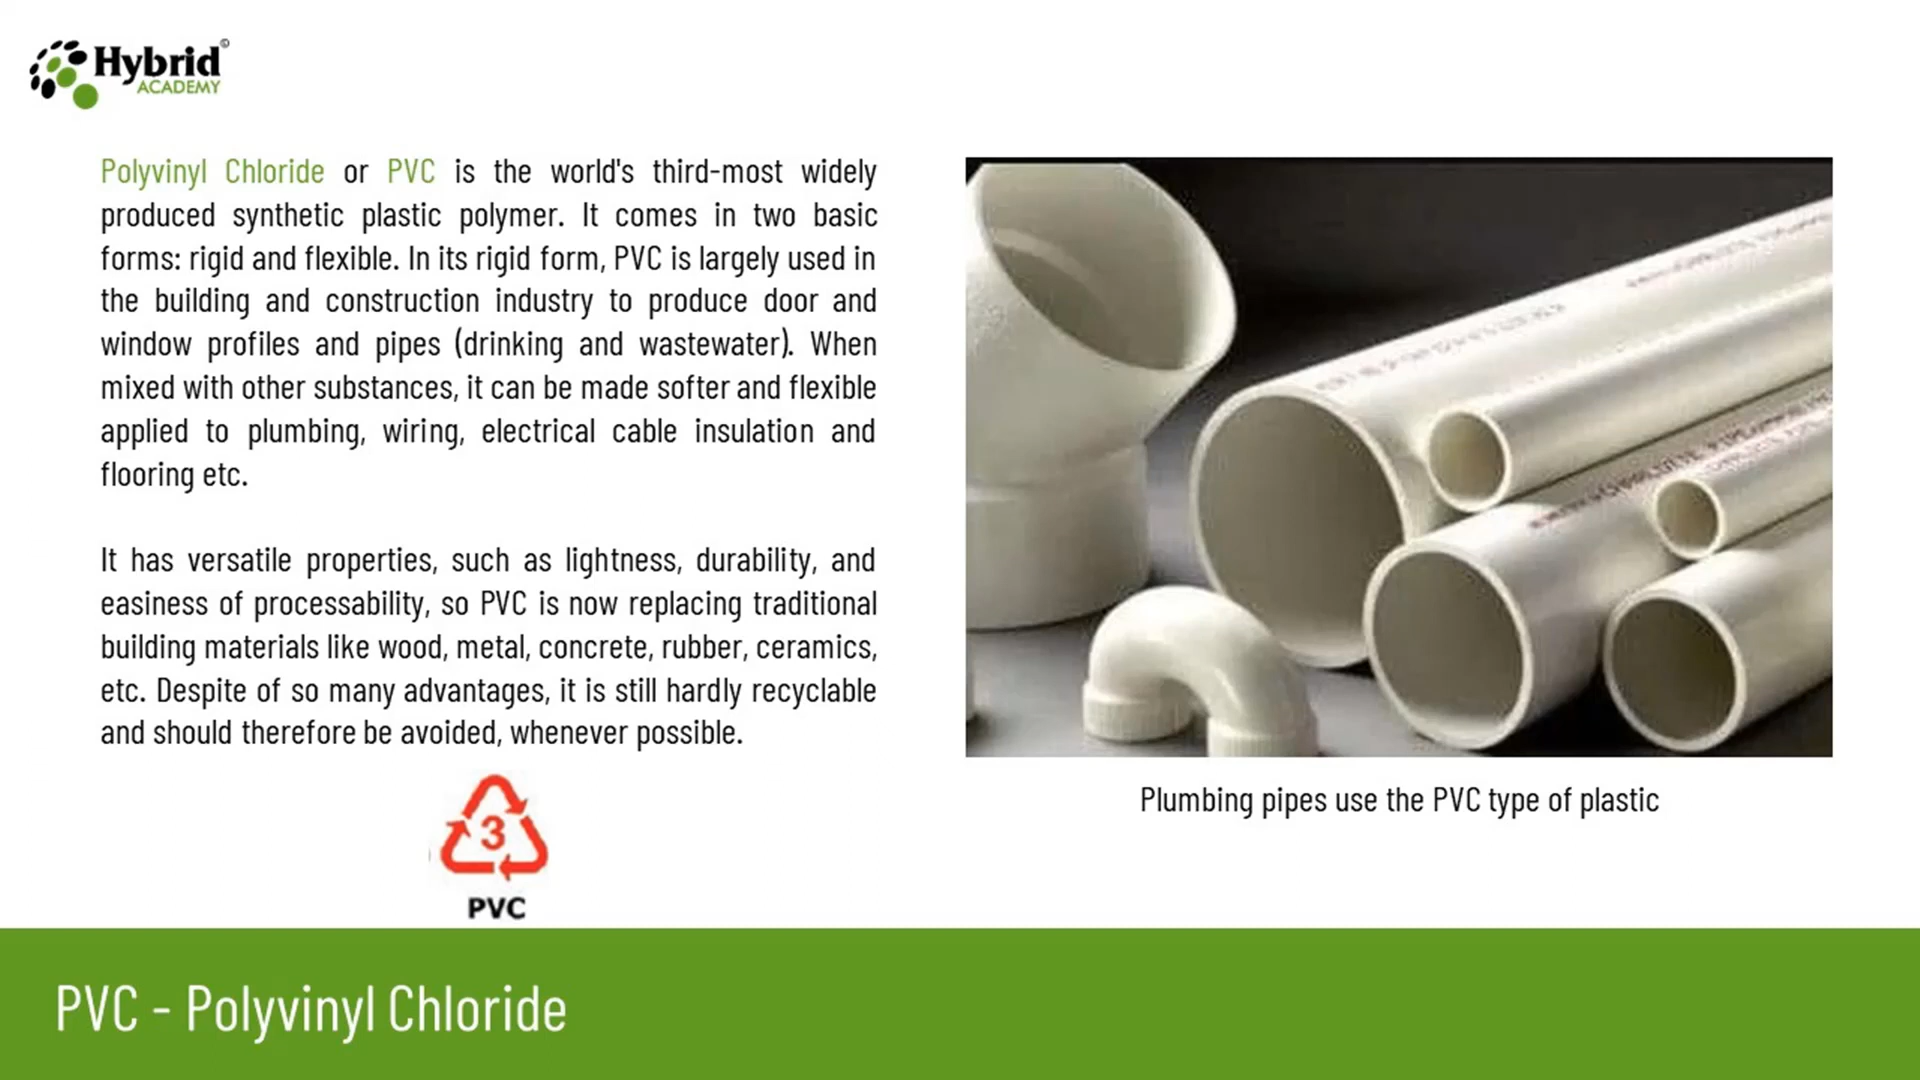 Hybrid©
ACADEMY
Polyvinyl Chloride or PVC is the world's third-most widely
produced synthetic plastic polymer. It comes in two basic
forms: rigid and flexible. In its rigid form, PVC is largely used in
the building and construction industry to produce door and
window profiles and pipes (drinking and wastewater). When
mixed with other substances, it can be made softer and flexible
applied to plumbing, wiring, electrical cable insulation and
flooring etc.
It has versatile properties, such as lightness, durability, and
easiness of processability, so PVC is now replacing traditional
building materials like wood, metal, concrete, rubber, ceramics,
etc. Despite of so many advantages, it is still hardly recyclable
and should therefore be avoided, whenever possible.
3
PVC
Plumbing pipes use the PVC type of plastic
PVC - Polyvinyl Chloride